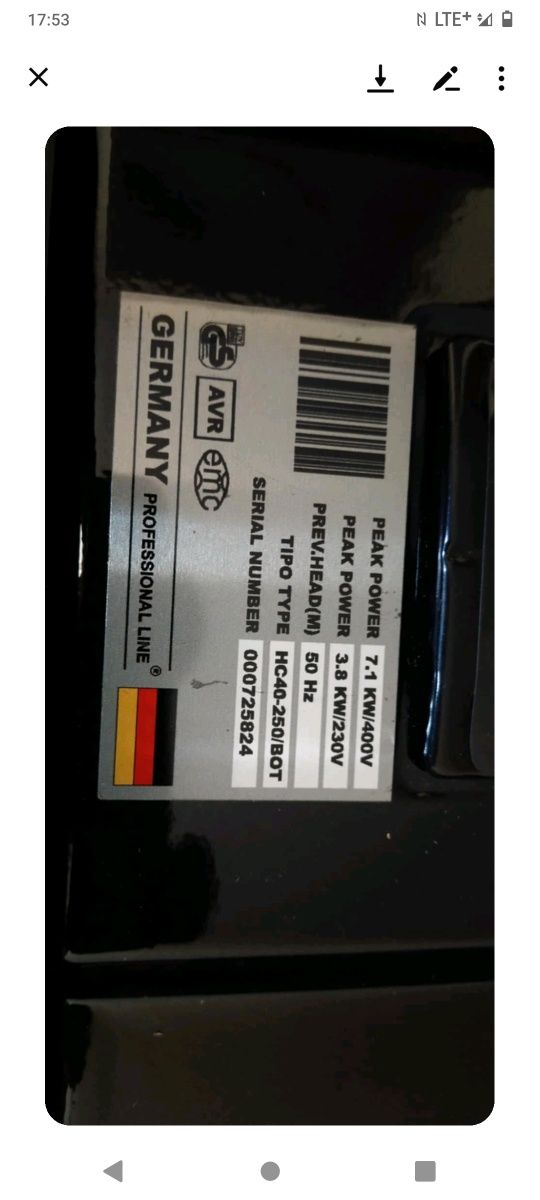 17:53
LTE+
PEAK POWER 7.1 KW/400V
PEAK POWER 3.8 KW/230V
PREV.HEAD(M) 50 Hz
TIPO TYPE HC40-250/BOT
SERIAL NUMBER 000725824
GS
AVR
emc
GERMANY PROFESSIONAL LINE®